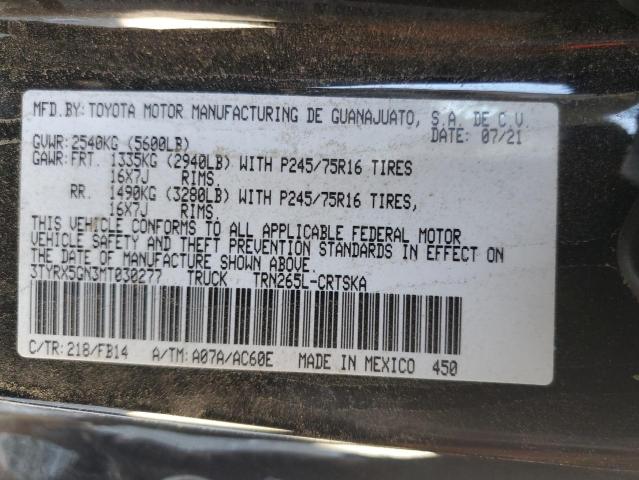 MFD.BY: TOYOTA MOTOR MANUFACTURING DE GUANAJUATO, S.A. DE C.V.
DATE: 07/21
GVWR: 2540KG (5600LB)
GAWR: FRT. 1335KG (2940LB) WITH P245/75R16 TIRES
16X7J RIMS,
RR. 1490KG (3280LB) WITH P245/75R16 TIRES,
16X7J RIMS,
THIS VEHICLE CONFORMS TO ALL APPLICABLE FEDERAL MOTOR
VEHICLE SAFETY AND THEFT PREVENTION STANDARDS IN EFFECT ON
THE DATE OF MANUFACTURE SHOWN ABOVE.
3TYRX5GN3MT030277 TRUCK TRN265L-CRTSKA
C/TR: 218/FB14 A/TM: A07A/AC60E MADE IN MEXICO 450